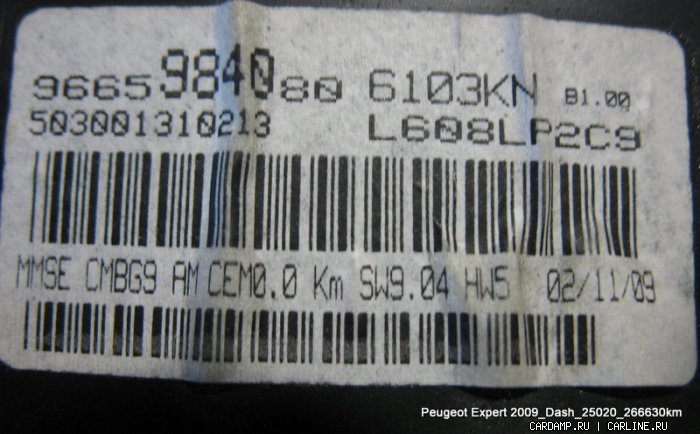 9665984080 6103KN B1.00
503001310213 L608LP2C9
MMSE CMBG9 AM CEM0.0 Km SW9.04 HW5 02/11/09
Peugeot Expert 2009_Dash_25020_266630km
CARDAMP.RU | CARLINE.RU